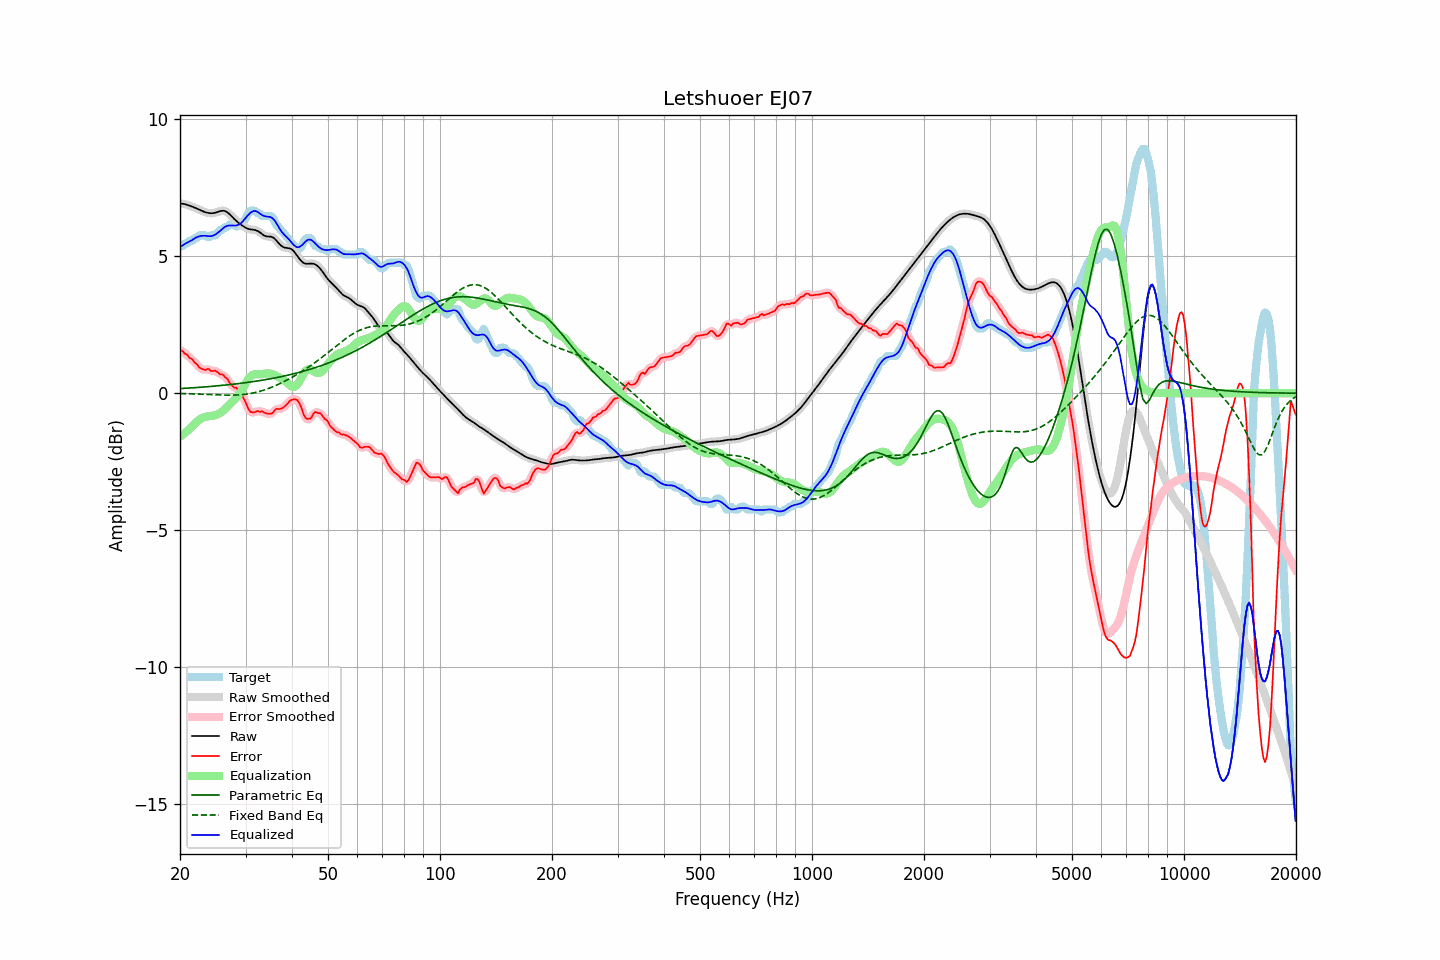 Letshuoer EJ07
10
5
0
−5
−10
−15
Amplitude (dBr)
Target
Raw Smoothed
Error Smoothed
Raw
Error
Equalization
Parametric Eq
Fixed Band Eq
Equalized
20 50 100 200 500 1000 2000 5000 10000 20000
Frequency (Hz)